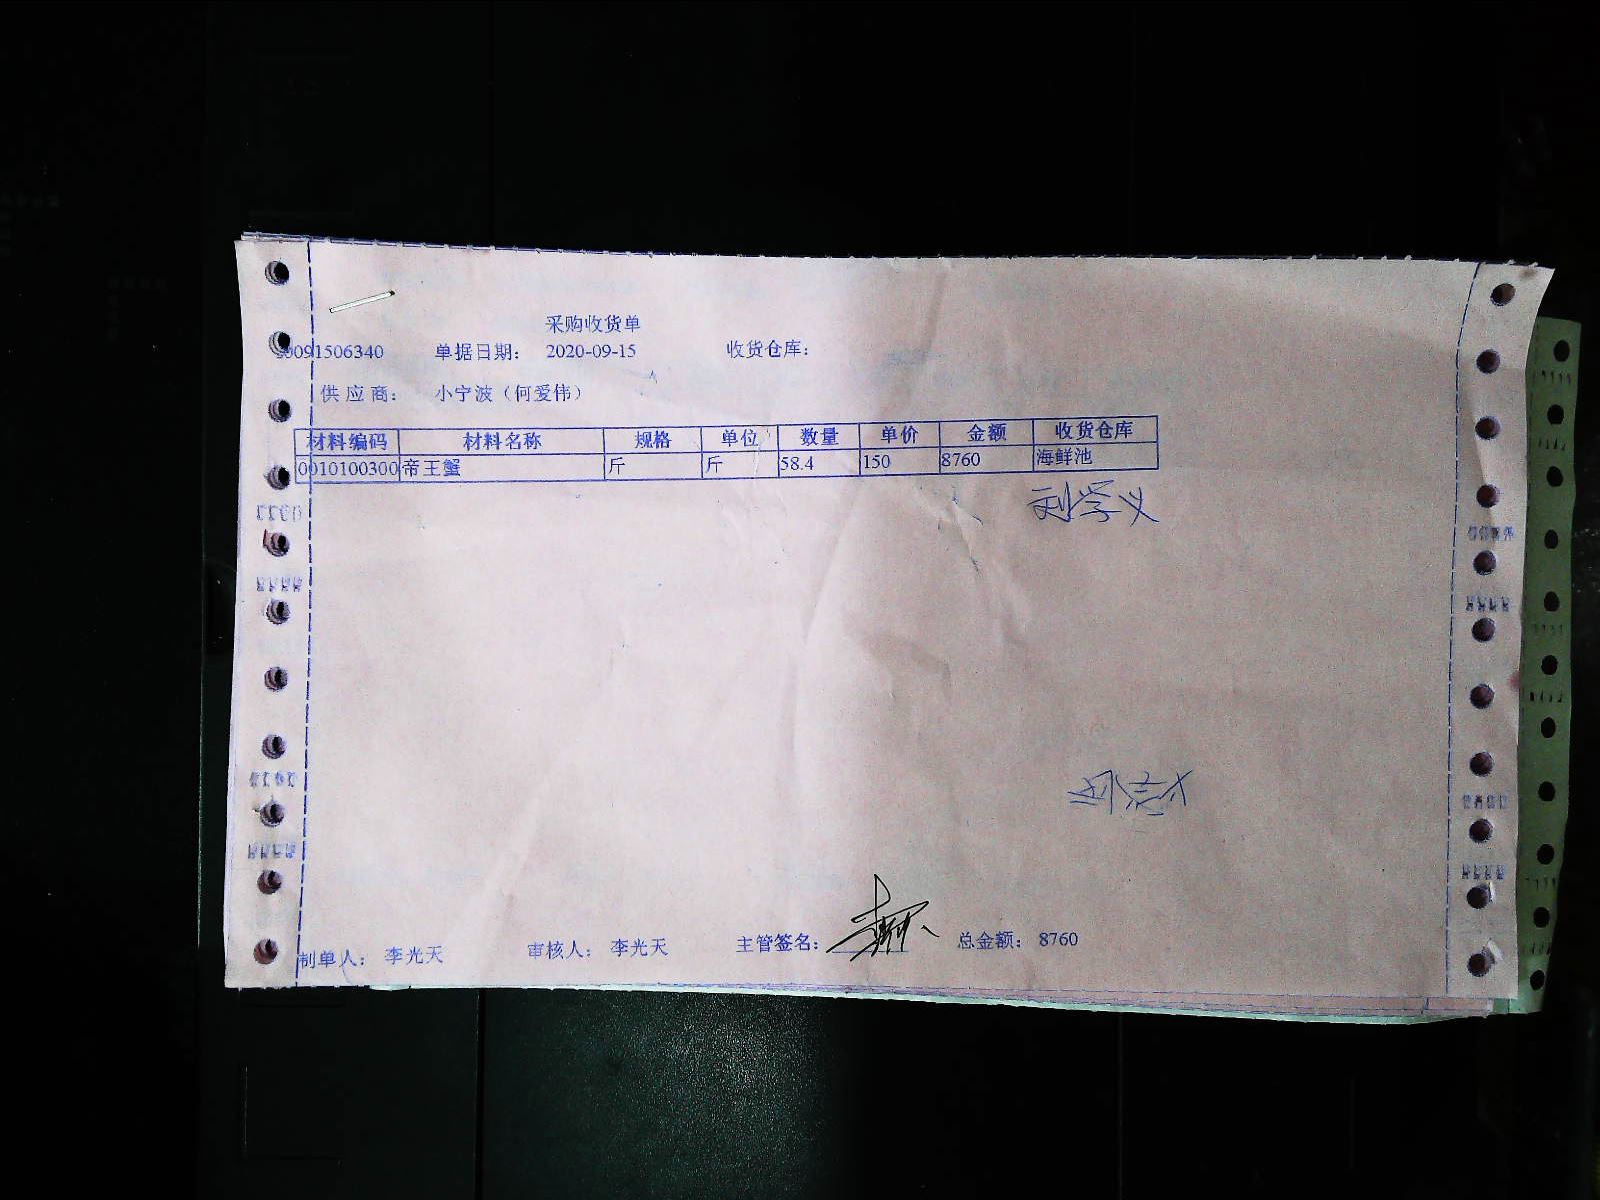 采购收货单
0091506340 单据日期: 2020-09-15 收货仓库:
供应商: 小宁波（何爱伟）
材料编码 材料名称 规格 单位 数量 单价 金额 收货仓库
0010100300 帝王蟹 斤 斤 58.4 150 8760 海鲜池
刘学义
制单人: 李光天 审核人: 李光天 主管签名: 总金额: 8760